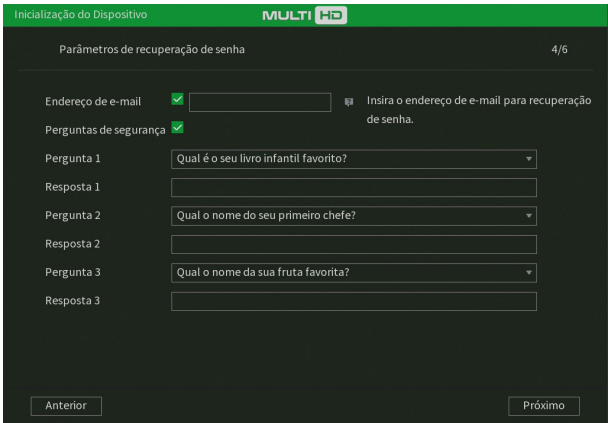 Inicialização do Dispositivo
MULTI HD
Parâmetros de recuperação de senha 4/6
Endereço de e-mail
Insira o endereço de e-mail para recuperação
de senha.
Perguntas de segurança
Pergunta 1 Qual é o seu livro infantil favorito?
Resposta 1
Pergunta 2 Qual o nome do seu primeiro chefe?
Resposta 2
Pergunta 3 Qual o nome da sua fruta favorita?
Resposta 3
Anterior Próximo